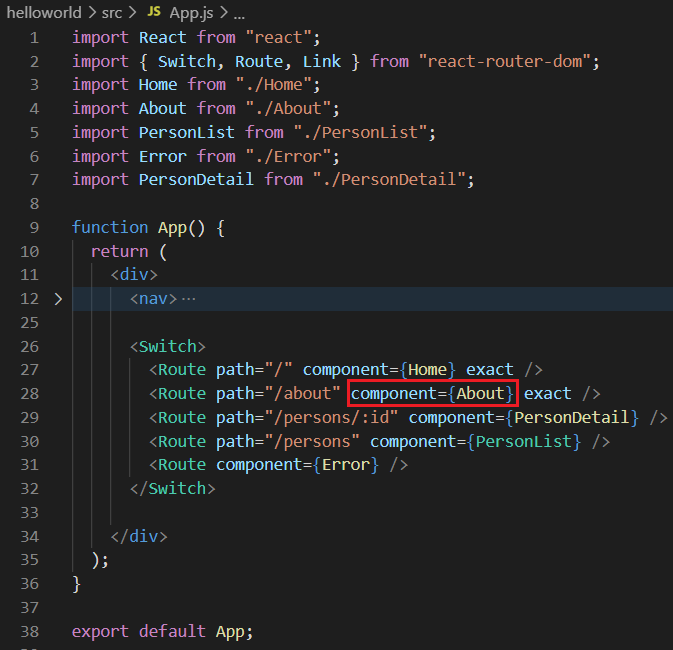 helloworld > src > JS App.js > ...
1 import React from "react";
2 import { Switch, Route, Link } from "react-router-dom";
3 import Home from "./Home";
4 import About from "./About";
5 import PersonList from "./PersonList";
6 import Error from "./Error";
7 import PersonDetail from "./PersonDetail";
8
9 function App() {
10   return (
11     <div>
12 >     <nav>···
25
26       <Switch>
27         <Route path="/" component={Home} exact />
28         <Route path="/about" component={About} exact />
29         <Route path="/persons/:id" component={PersonDetail} />
30         <Route path="/persons" component={PersonList} />
31         <Route component={Error} />
32       </Switch>
33
34     </div>
35   );
36 }
37
38 export default App;